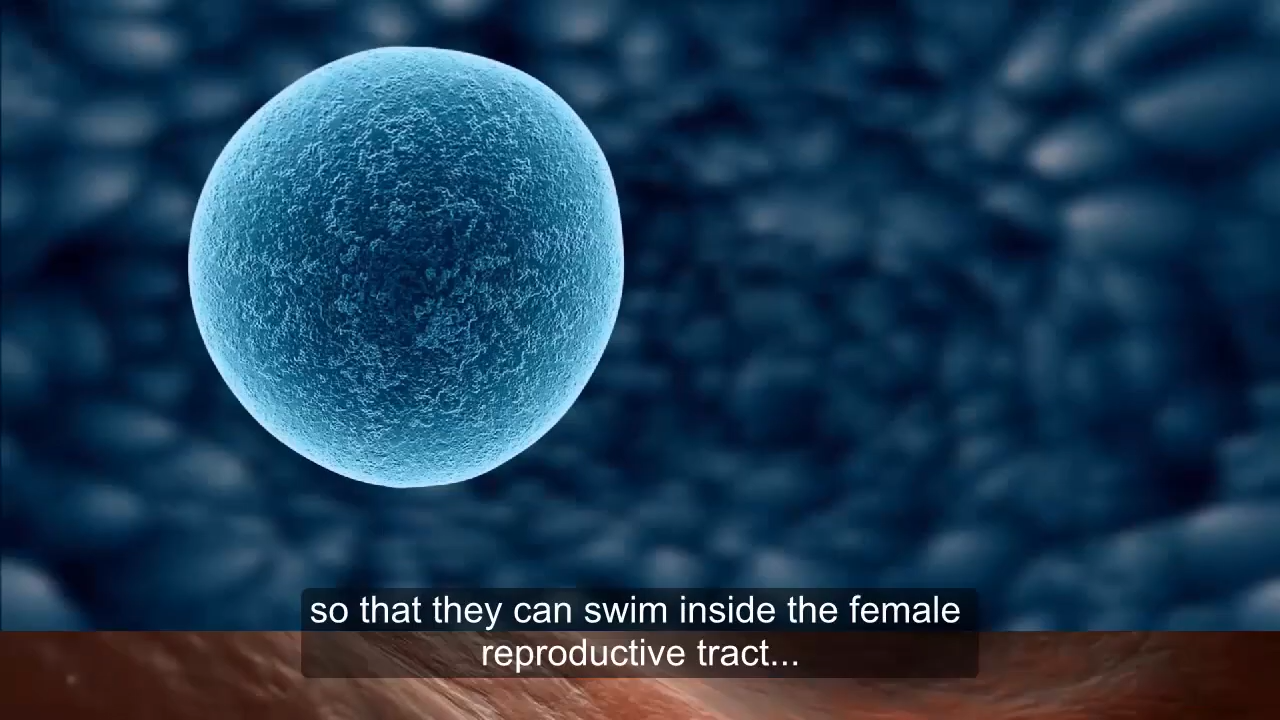 so that they can swim inside the female
reproductive tract...